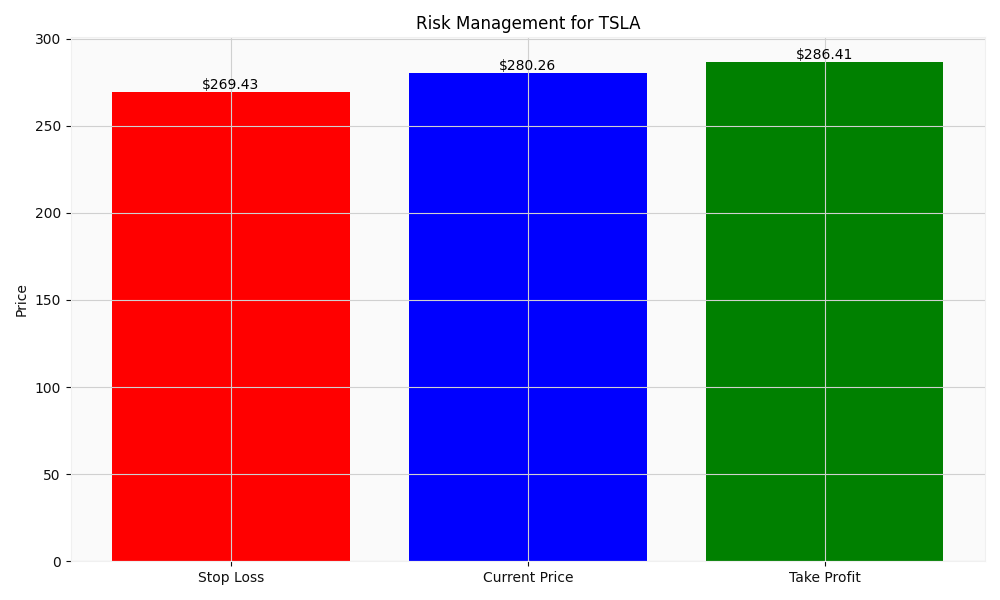 Risk Management for TSLA
300
250
200
150
100
50
0
Price
$269.43
$280.26
$286.41
Stop Loss
Current Price
Take Profit